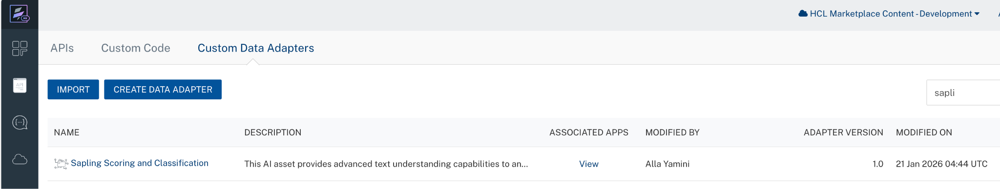 HCL Marketplace Content - Development
APIs Custom Code Custom Data Adapters
IMPORT CREATE DATA ADAPTER
sapli
NAME DESCRIPTION ASSOCIATED APPS MODIFIED BY ADAPTER VERSION MODIFIED ON
Sapling Scoring and Classification This AI asset provides advanced text understanding capabilities to an... View Alla Yamini 1.0 21 Jan 2026 04:44 UTC
API